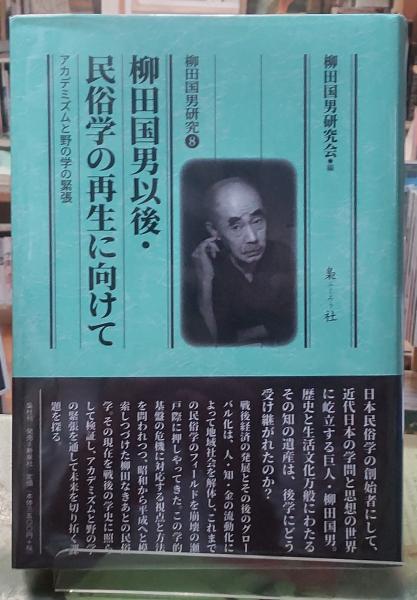 柳田国男研究会・編
梟ふくろう社
柳田国男研究❽
柳田国男以後・
民俗学の再生に向けて
アカデミズムと野の学の緊張
日本民俗学の創始者にして、
近代日本の学問と思想の世界
に屹立する巨人・柳田国男。
歴史と生活文化万般にわたる
その知の遺産は、後学にどう
受け継がれたのか?
戦後経済の発展とその後のグロー
バル化は、人・知・金の流動化に
よって地域社会を解体し、これまで
の民俗学のフィールドを崩壊の瀬
戸際に押しやってきた。この学的
基盤の危機に対応する視点と方法
を問われつつ、昭和から平成へと模
索しつづけた柳田なきあとの民俗
学。その現在を戦後の学史に照ら
して検証し、アカデミズムと野の学
の緊張を通して未来を切り拓く課
題を探る。